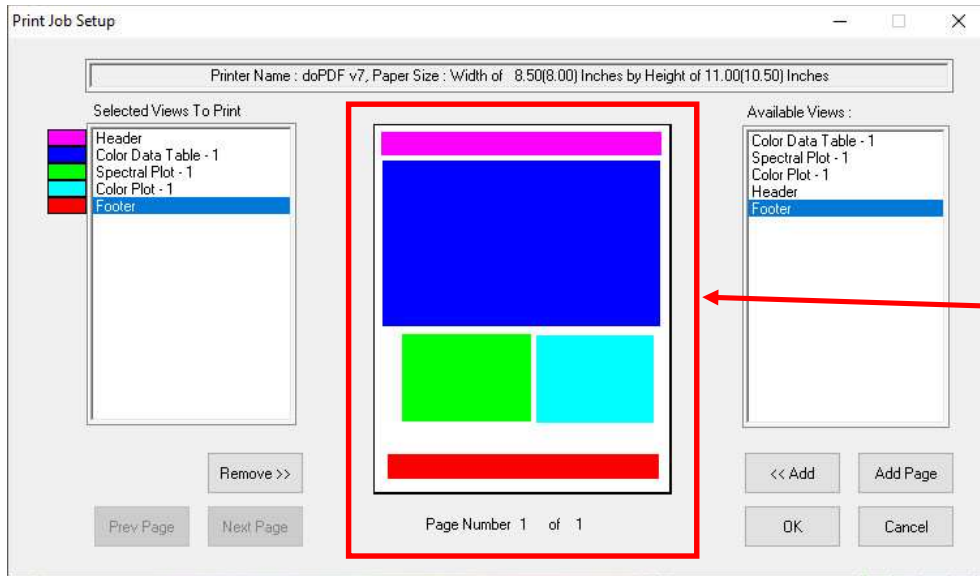 Print Job Setup
Printer Name : doPDF v7, Paper Size : Width of 8.50(8.00) Inches by Height of 11.00(10.50) Inches
Selected Views To Print
Header
Color Data Table - 1
Spectral Plot - 1
Color Plot - 1
Footer
Available Views :
Color Data Table - 1
Spectral Plot - 1
Color Plot - 1
Header
Footer
Remove >>
<< Add
Add Page
Prev Page
Next Page
Page Number 1 of 1
OK
Cancel